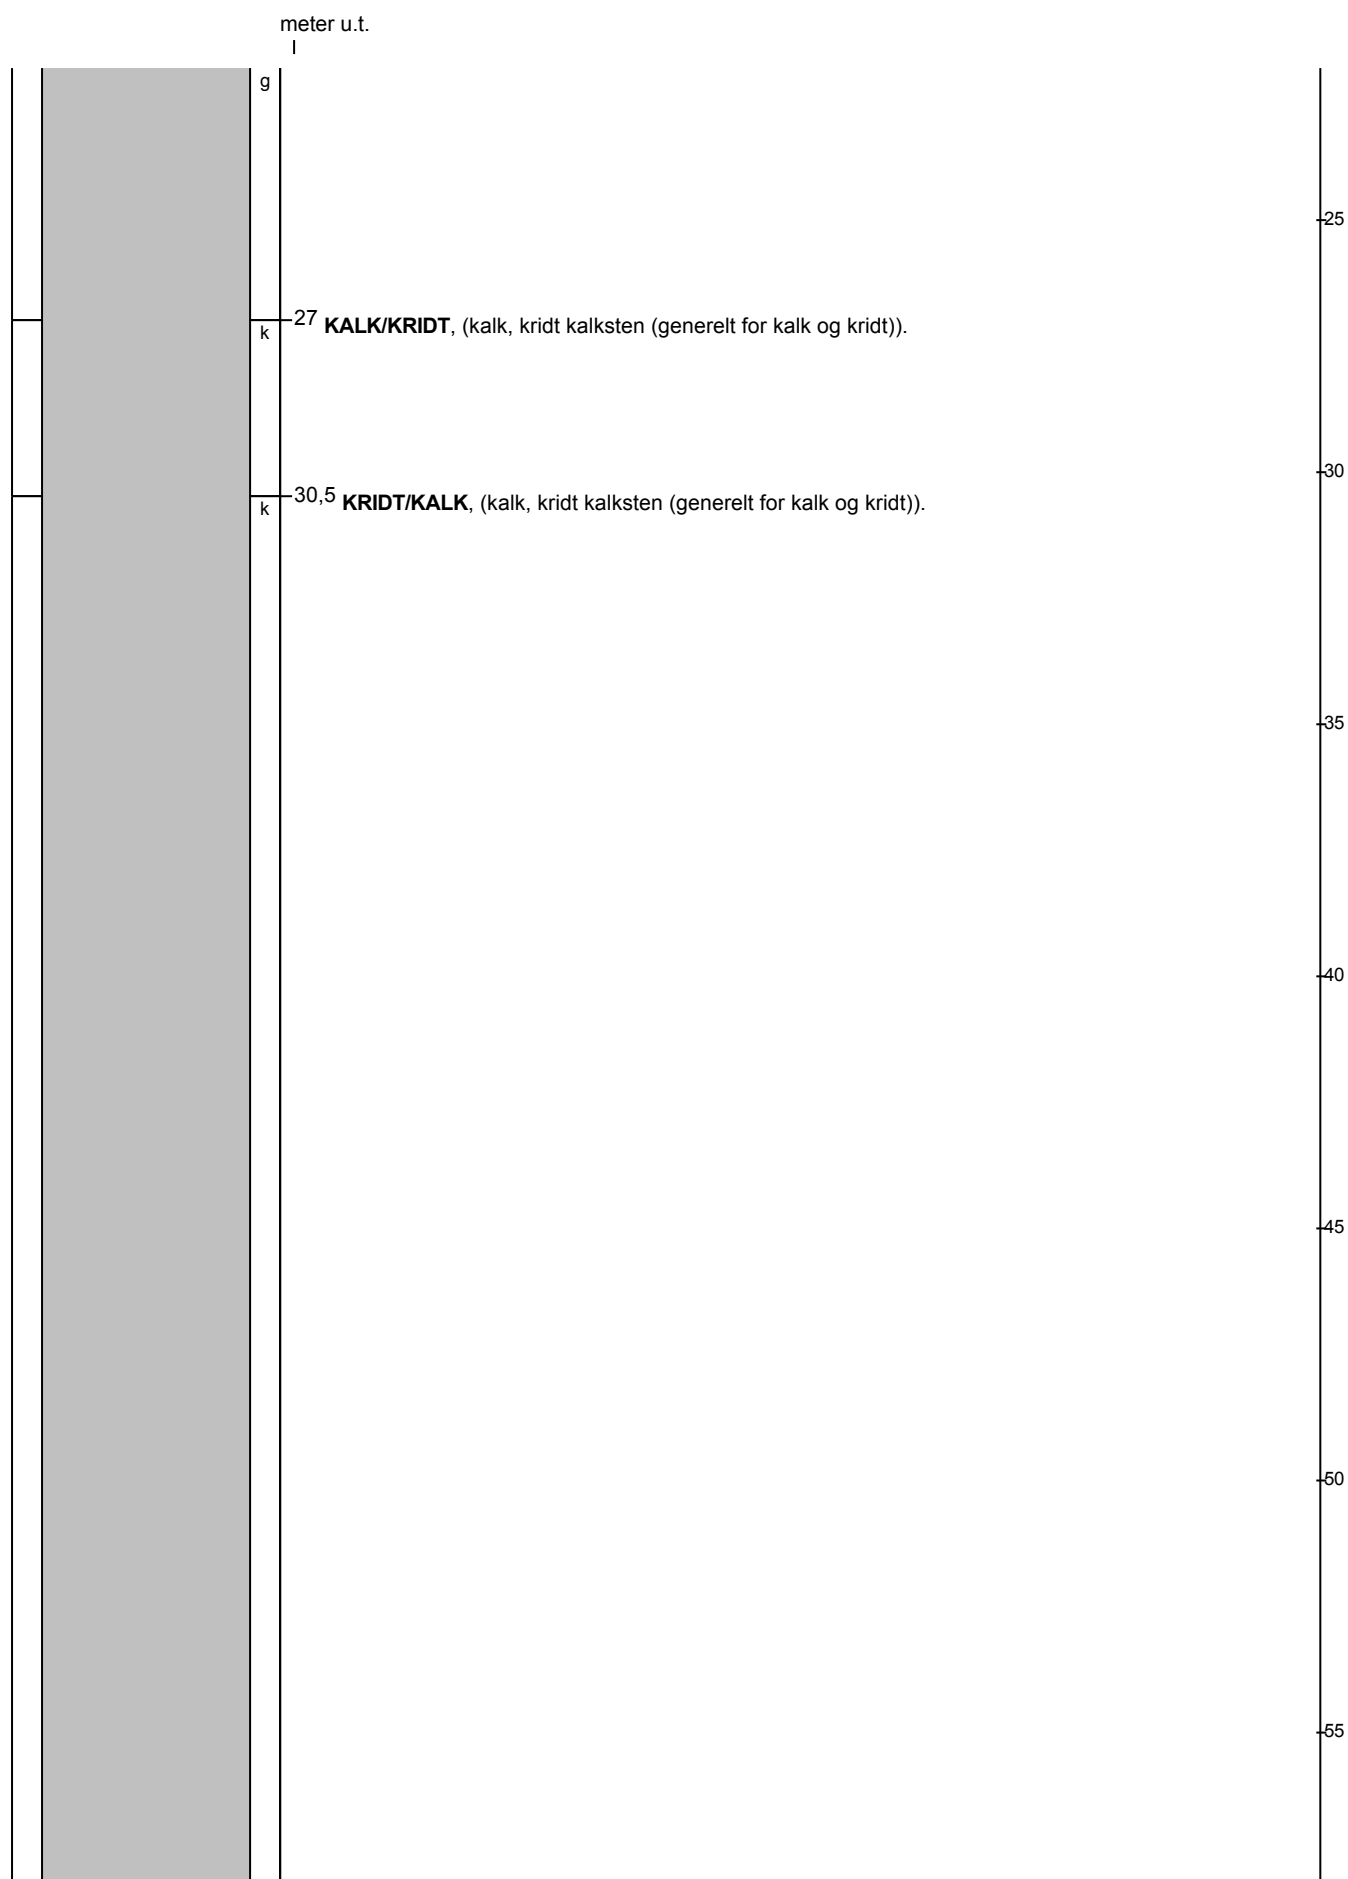 meter u.t.
g
25
27 KALK/KRIDT, (kalk, kridt kalksten (generelt for kalk og kridt)).
k
30
30,5 KRIDT/KALK, (kalk, kridt kalksten (generelt for kalk og kridt)).
k
35
40
45
50
55